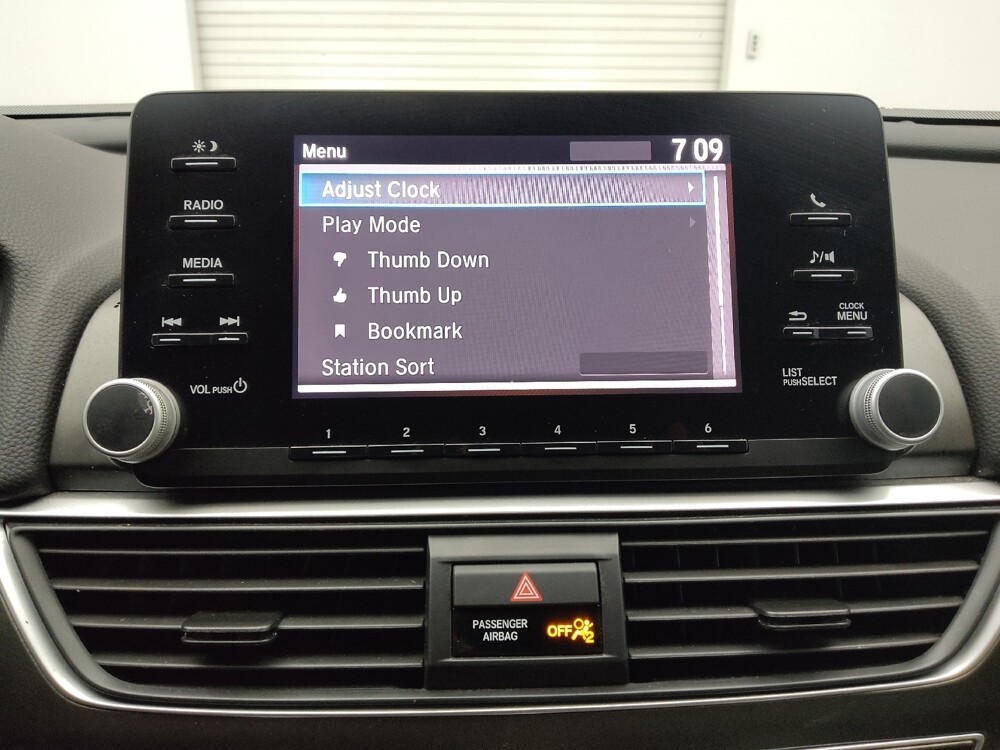 Menu
7 09
Adjust Clock
Play Mode
Thumb Down
Thumb Up
Bookmark
Station Sort
RADIO
MEDIA
VOL PUSH
CLOCK
MENU
LIST
PUSH SELECT
1 2 3 4 5 6
PASSENGER
AIRBAG
OFF 2